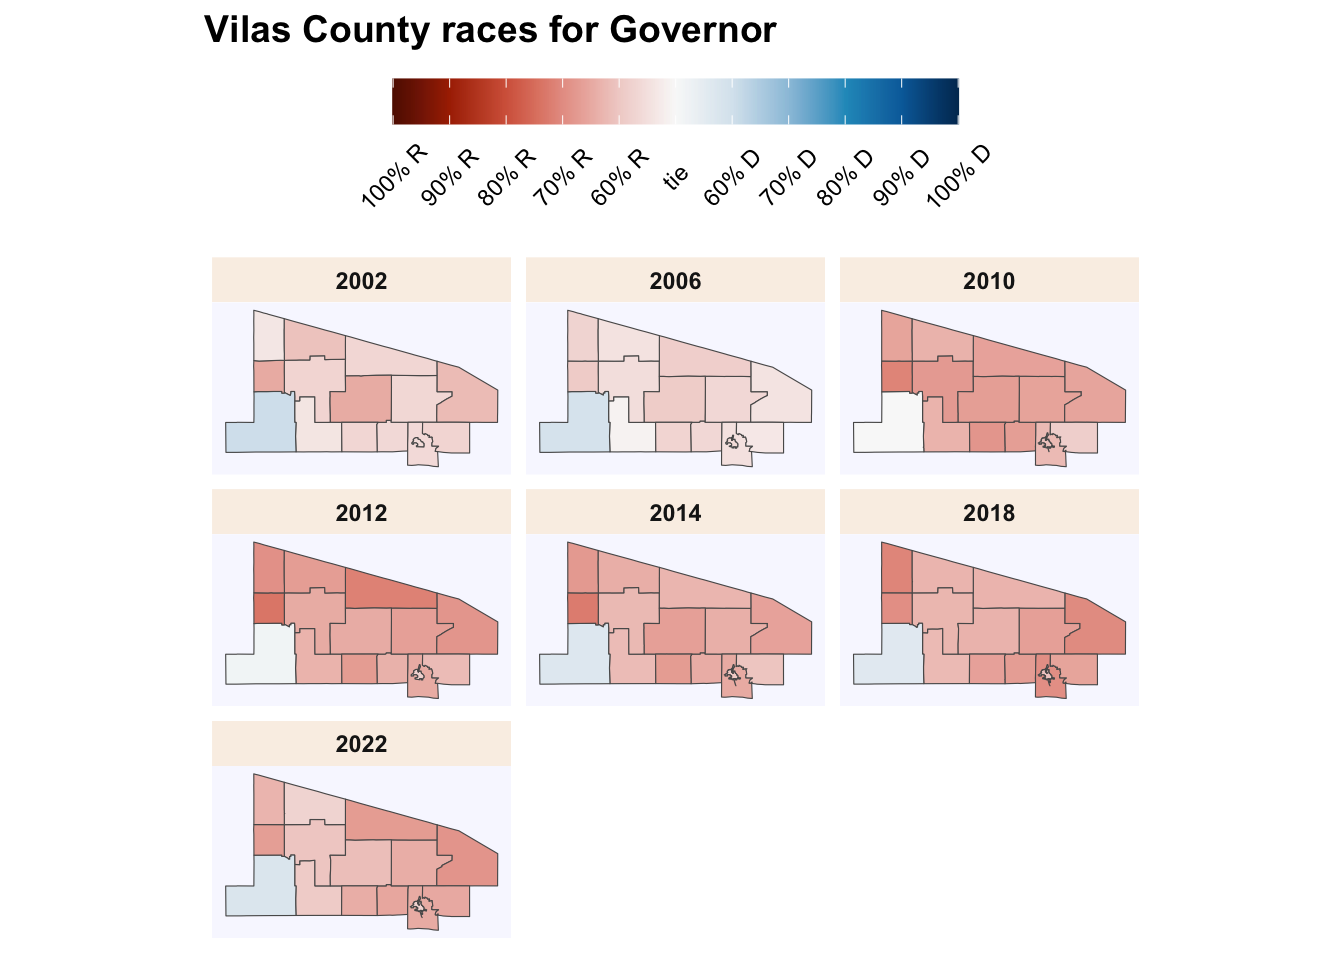 Vilas County races for Governor
100% R
90% R
80% R
70% R
60% R
tie
60% D
70% D
80% D
90% D
100% D
2002
2006
2010
2012
2014
2018
2022